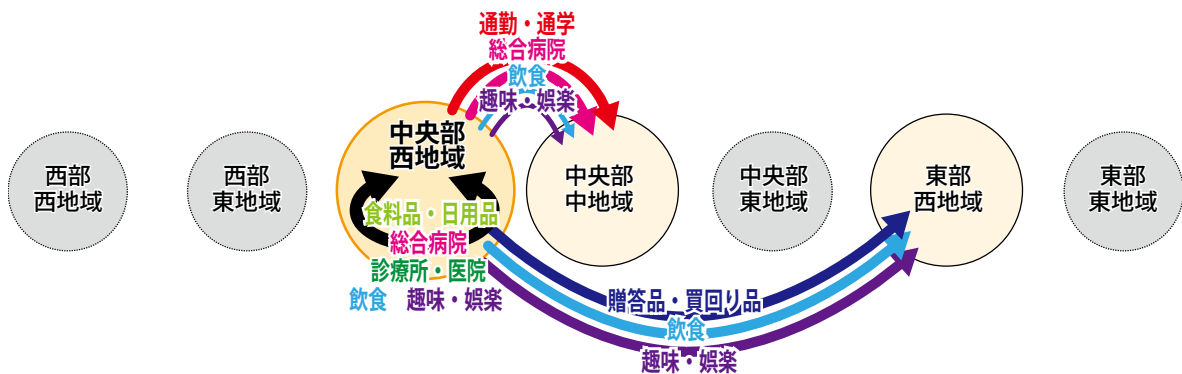 通勤・通学
総合病院
飲食
趣味・娯楽
西部
西地域
西部
東地域
中央部
西地域
食料品・日用品
総合病院
診療所・医院
飲食 趣味・娯楽
中央部
中地域
中央部
東地域
東部
西地域
東部
東地域
贈答品・買回り品
飲食
趣味・娯楽